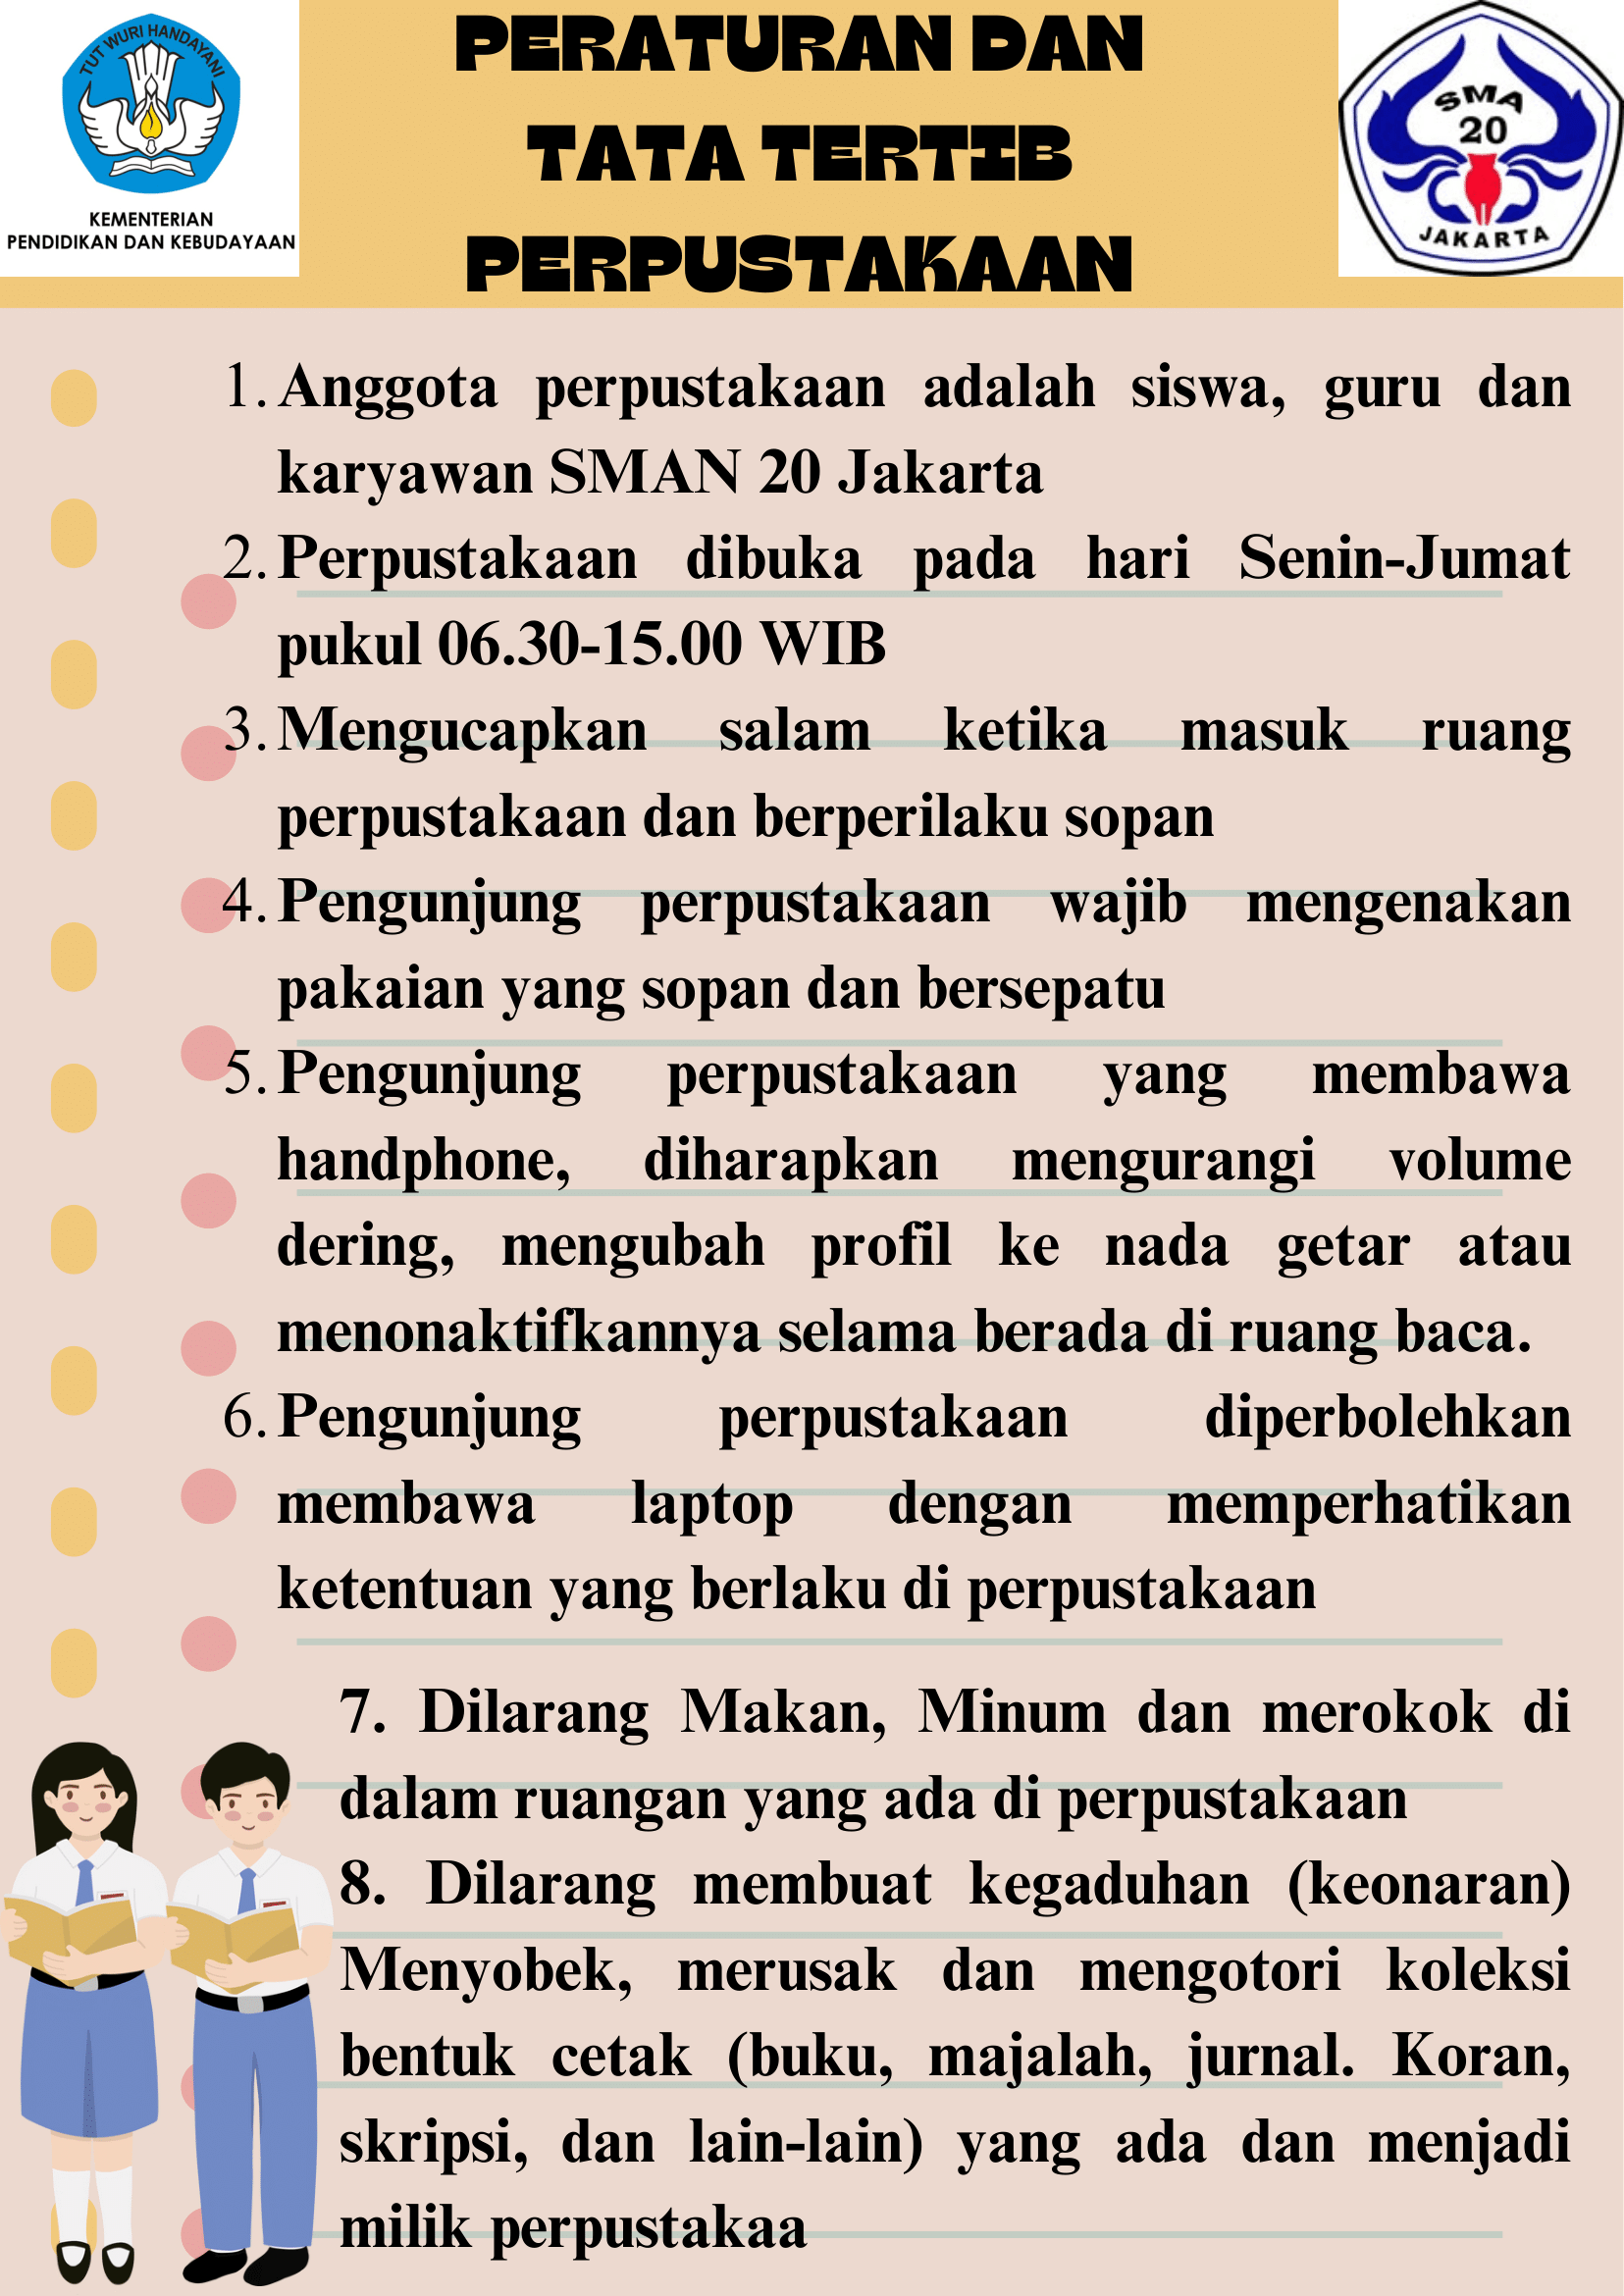 TUT WURI HANDAYANI
KEMENTERIAN
PENDIDIKAN DAN KEBUDAYAAN
PERATURAN DAN
TATA TERTIB
PERPUSTAKAAN
SMA
20
JAKARTA
1. Anggota perpustakaan adalah siswa, guru dan
karyawan SMAN 20 Jakarta
2. Perpustakaan dibuka pada hari Senin-Jumat
pukul 06.30-15.00 WIB
3. Mengucapkan salam ketika masuk ruang
perpustakaan dan berperilaku sopan
4. Pengunjung perpustakaan wajib mengenakan
pakaian yang sopan dan bersepatu
5. Pengunjung perpustakaan yang membawa
handphone, diharapkan mengurangi volume
dering, mengubah profil ke nada getar atau
menonaktifkannya selama berada di ruang baca.
6. Pengunjung perpustakaan diperbolehkan
membawa laptop dengan memperhatikan
ketentuan yang berlaku di perpustakaan
7. Dilarang Makan, Minum dan merokok di
dalam ruangan yang ada di perpustakaan
8. Dilarang membuat kegaduhan (keonaran)
Menyobek, merusak dan mengotori koleksi
bentuk cetak (buku, majalah, jurnal. Koran,
skripsi, dan lain-lain) yang ada dan menjadi
milik perpustakaa